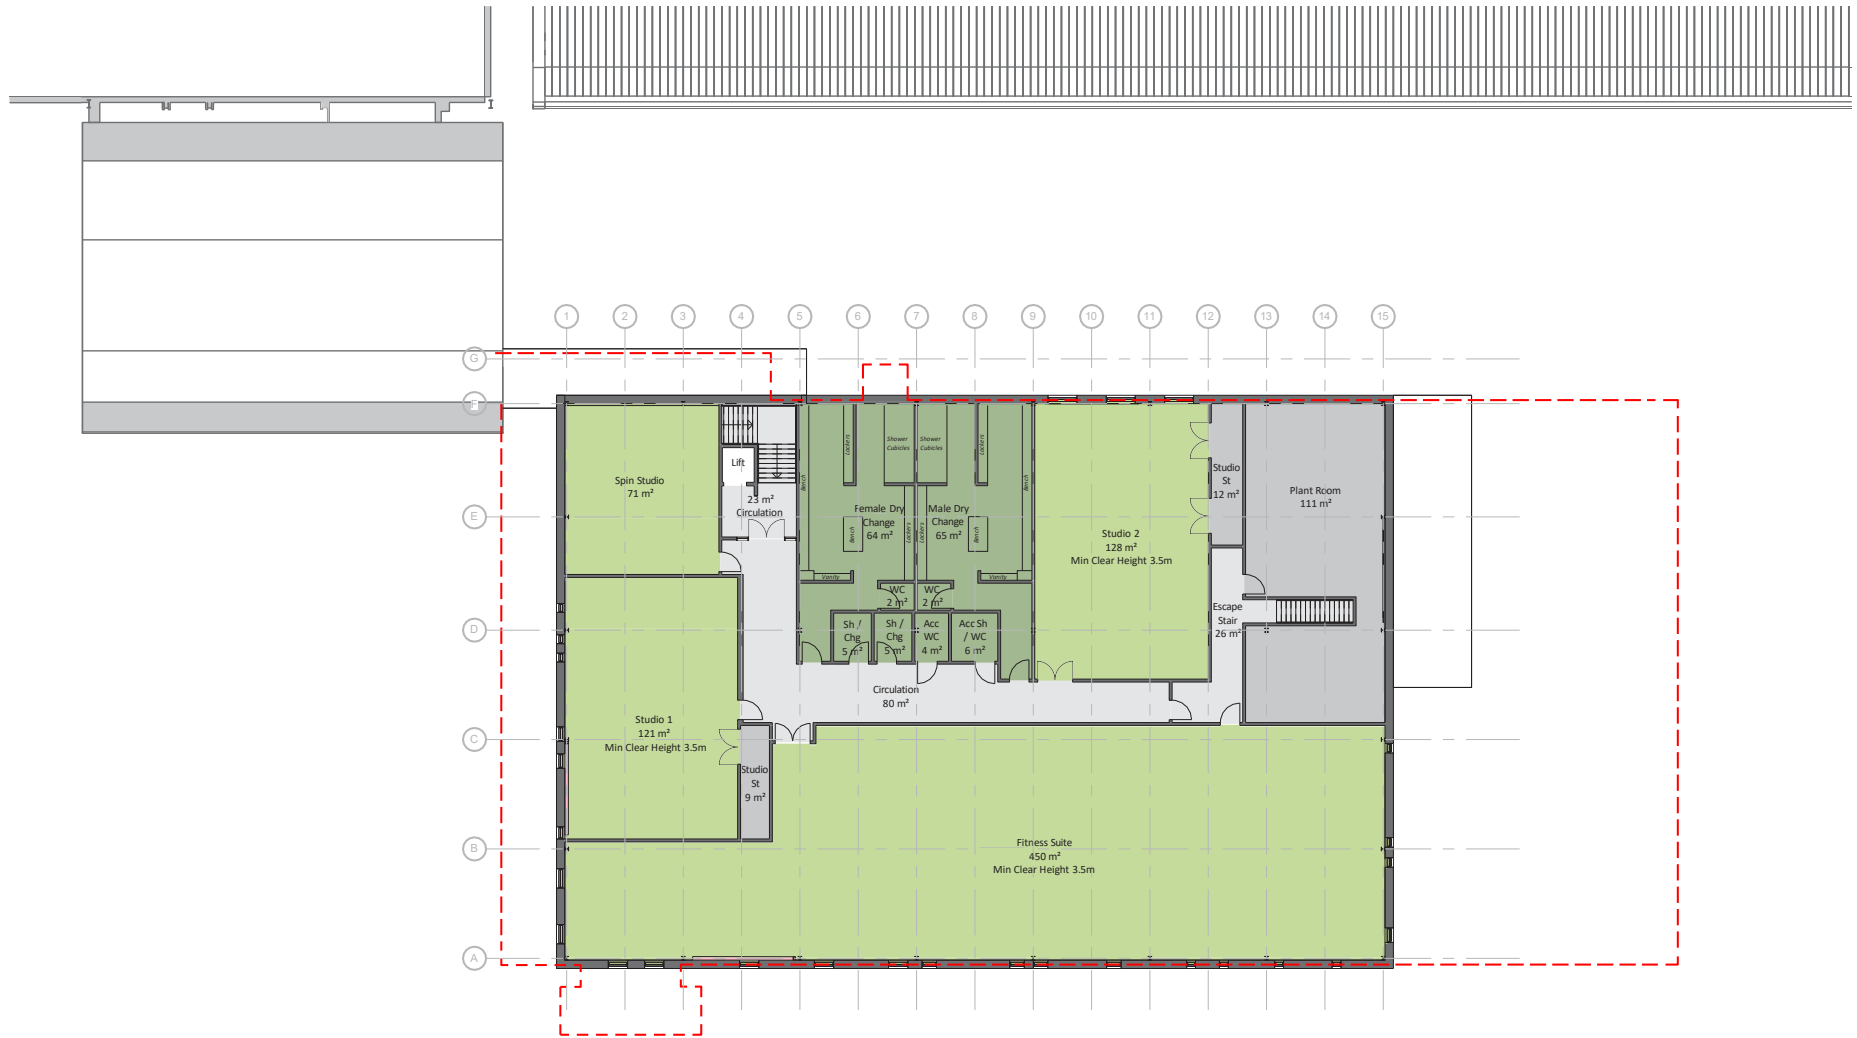 1 2 3 4 5 6 7 8 9 10 11 12 13 14 15
G
F
E
D
C
B
A
Spin Studio
71 m²
Lift
23 m²
Circulation
Bench
Lockers
Shower
Cubicles
Shower
Cubicles
Lockers
Bench
Female Dry
Change
64 m²
Bench
Lockers
Lockers
Male Dry
Change
65 m²
Bench
Vanity
Vanity
WC
2 m²
WC
2 m²
Sh /
Chg
5 m²
Sh /
Chg
5 m²
Acc
WC
4 m²
Acc Sh
/ WC
6 m²
Studio 2
128 m²
Min Clear Height 3.5m
Studio
St
12 m²
Plant Room
111 m²
Escape
Stair
26 m²
Circulation
80 m²
Studio 1
121 m²
Min Clear Height 3.5m
Studio
St
9 m²
Fitness Suite
450 m²
Min Clear Height 3.5m